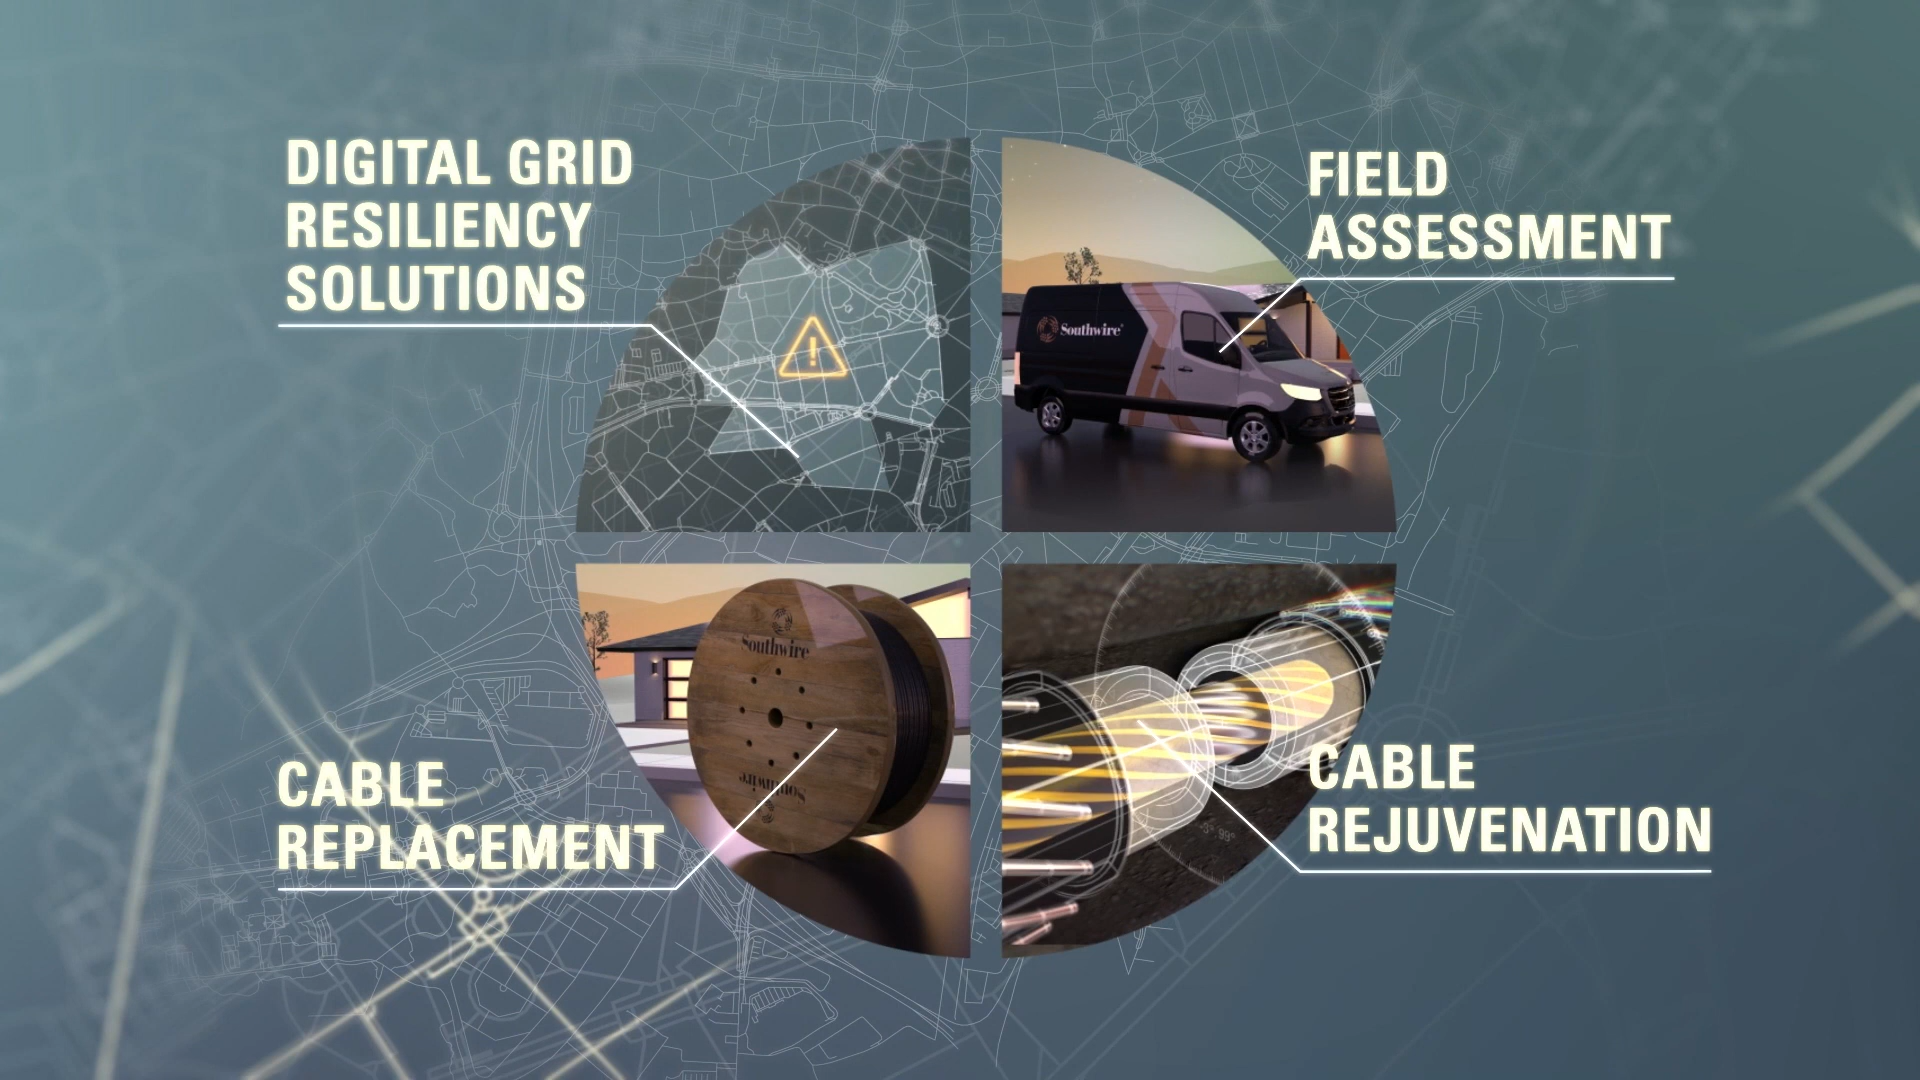 DIGITAL GRID
RESILIENCY
SOLUTIONS
FIELD
ASSESSMENT
Southwire®
Southwire
Southwire
CABLE
REPLACEMENT
CABLE
REJUVENATION